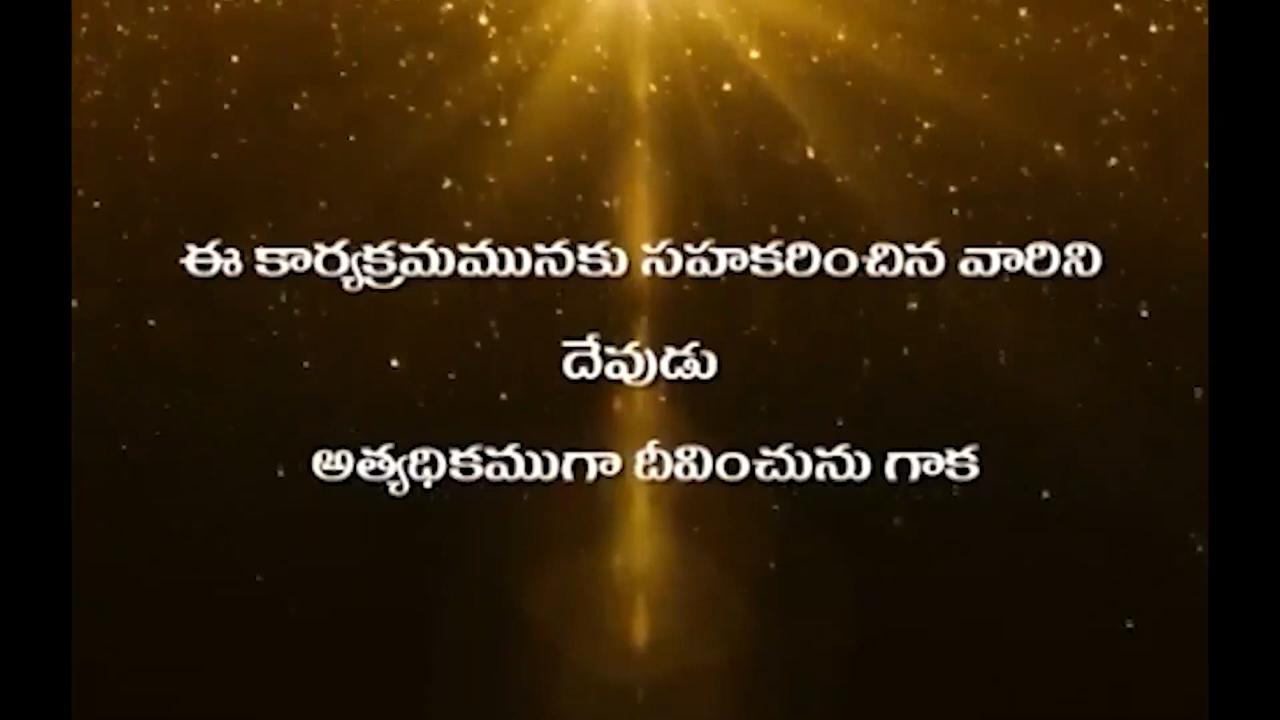 ఈ కార్యక్రమమునకు సహకరించిన వారిని
దేవుడు
అత్యధికముగా దీవించును గాక